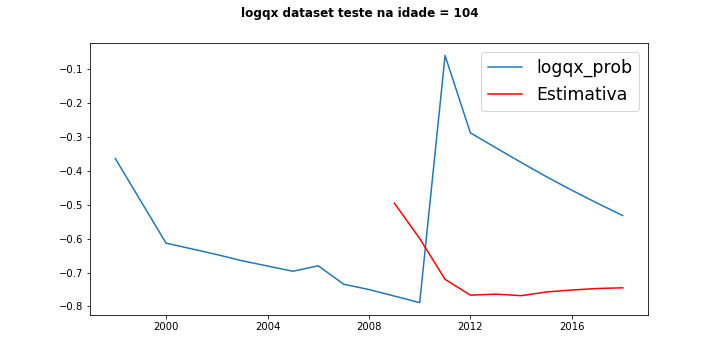 logqx dataset teste na idade = 104
logqx_prob
Estimativa
−0.1
−0.2
−0.3
−0.4
−0.5
−0.6
−0.7
−0.8
2000 2004 2008 2012 2016